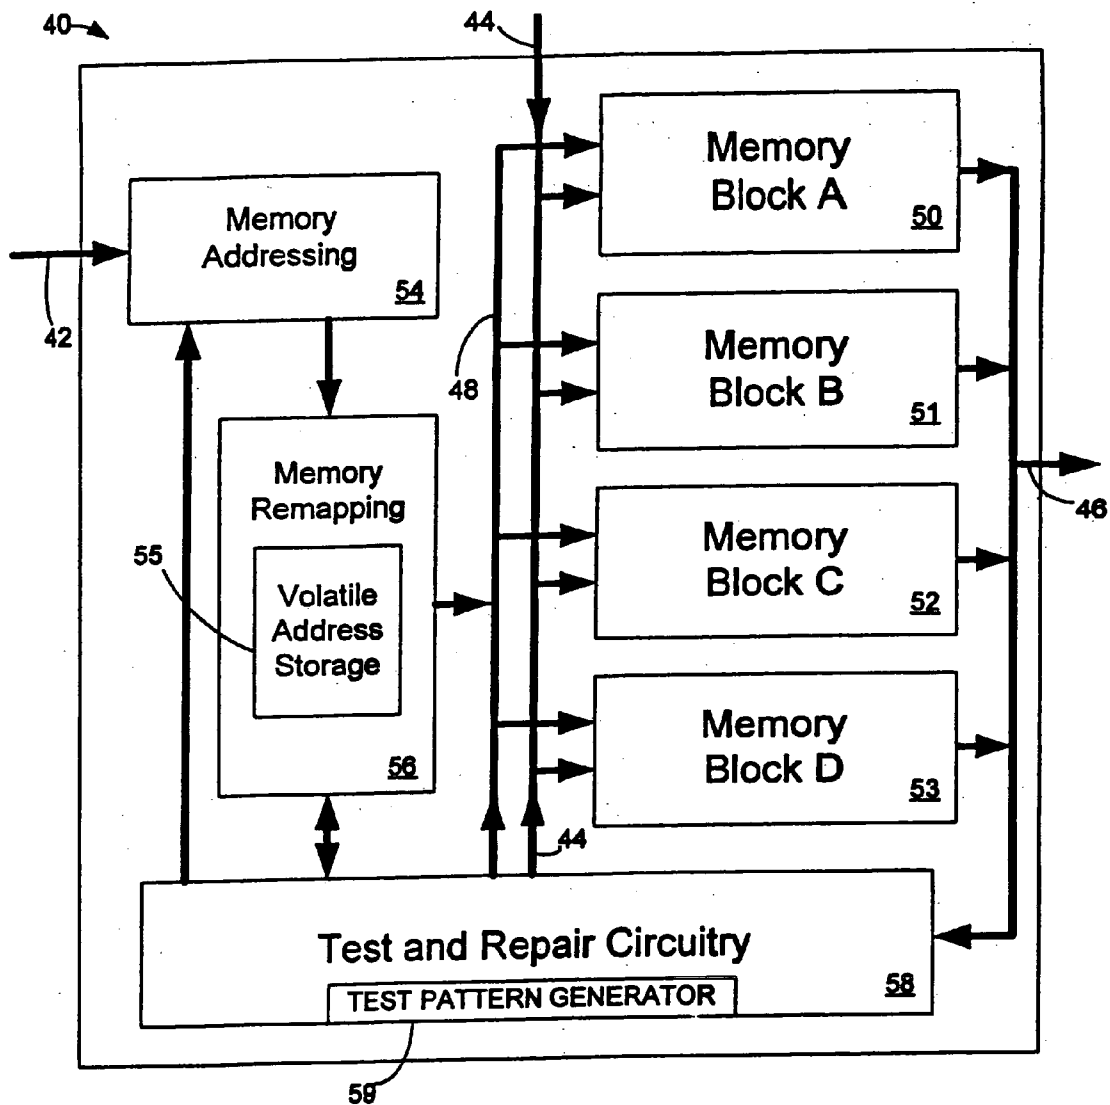 40
44
Memory
Block A
50
Memory
Addressing
54
42
48
Memory
Block B
51
46
Memory
Remapping
55
Volatile
Address
Storage
56
Memory
Block C
52
Memory
Block D
53
44
Test and Repair Circuitry
58
TEST PATTERN GENERATOR
59